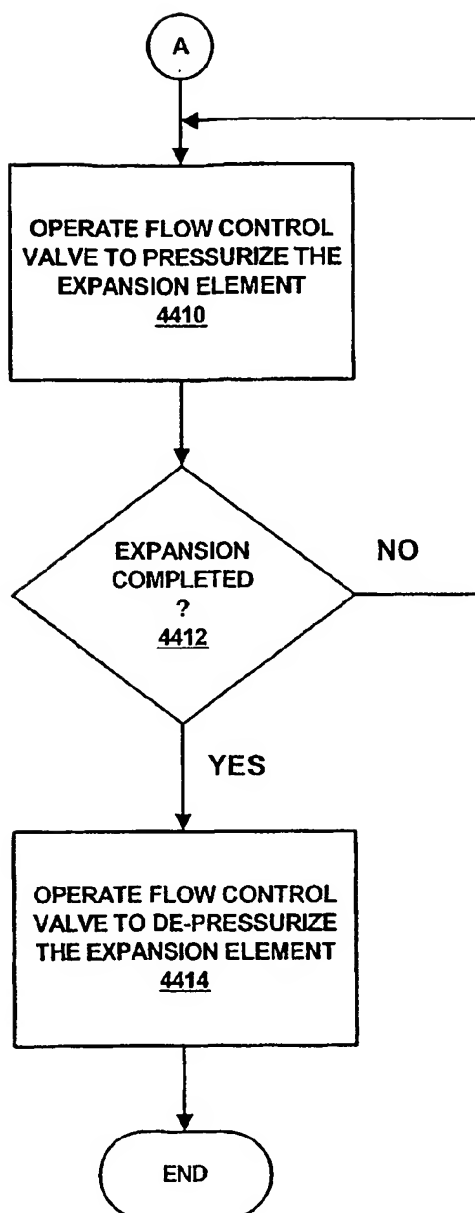 A
OPERATE FLOW CONTROL
VALVE TO PRESSURIZE THE
EXPANSION ELEMENT
4410
EXPANSION
COMPLETED
?
4412
NO
YES
OPERATE FLOW CONTROL
VALVE TO DE-PRESSURIZE
THE EXPANSION ELEMENT
4414
END